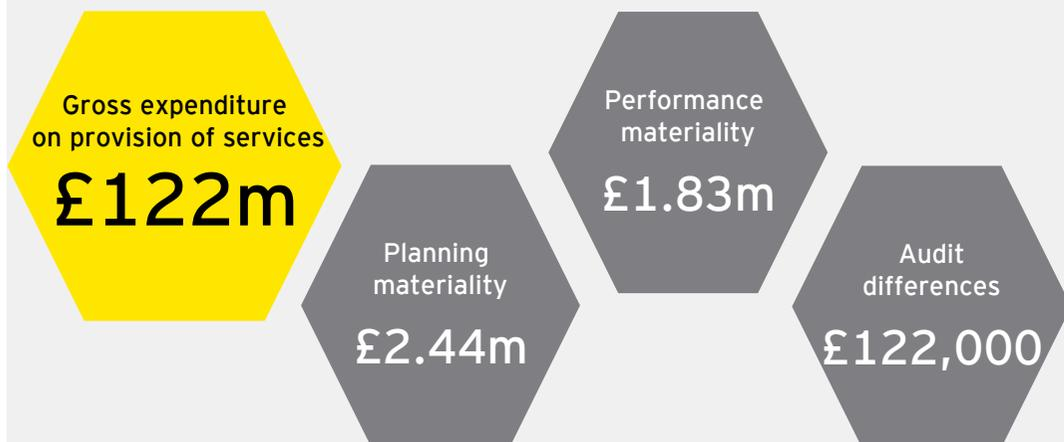 Gross expenditure
on provision of services
£122m
Planning
materiality
£2.44m
Performance
materiality
£1.83m
Audit
differences
£122,000